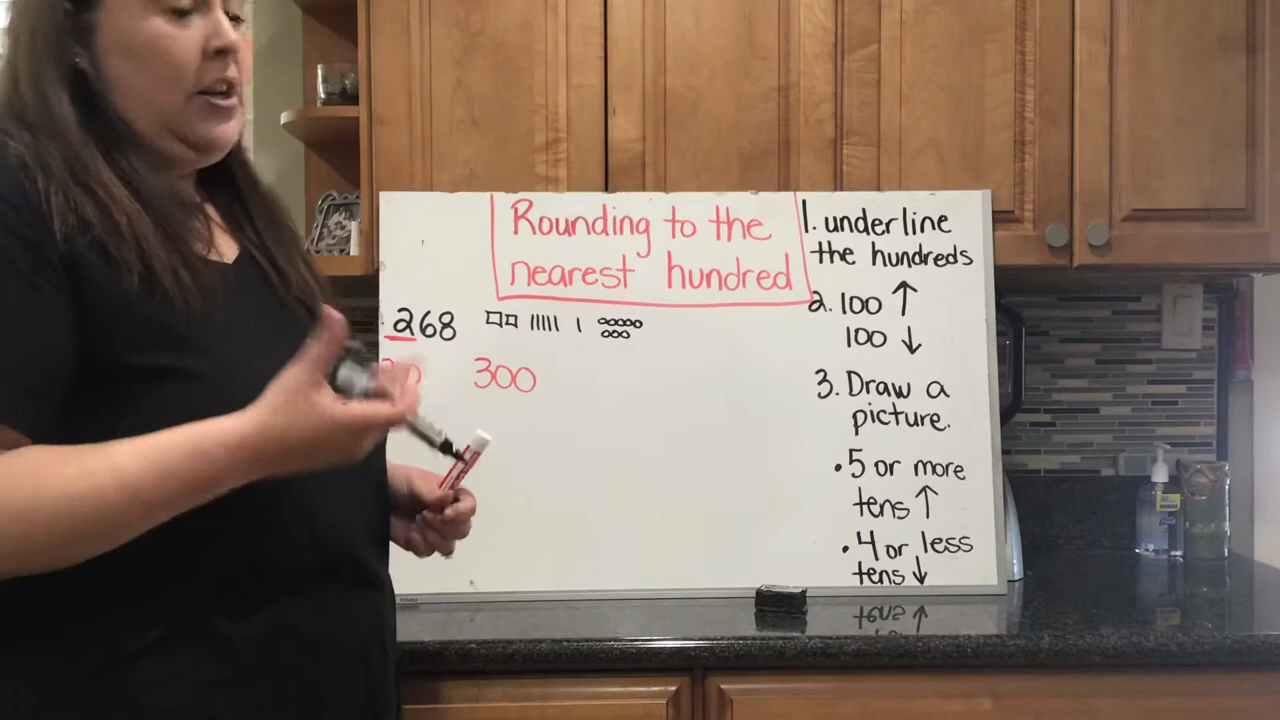 Rounding to the
nearest hundred
268
300
1. underline
the hundreds
2. 100 ↑
100 ↓
3. Draw a
picture.
• 5 or more
tens ↑
• 4 or less
tens ↓